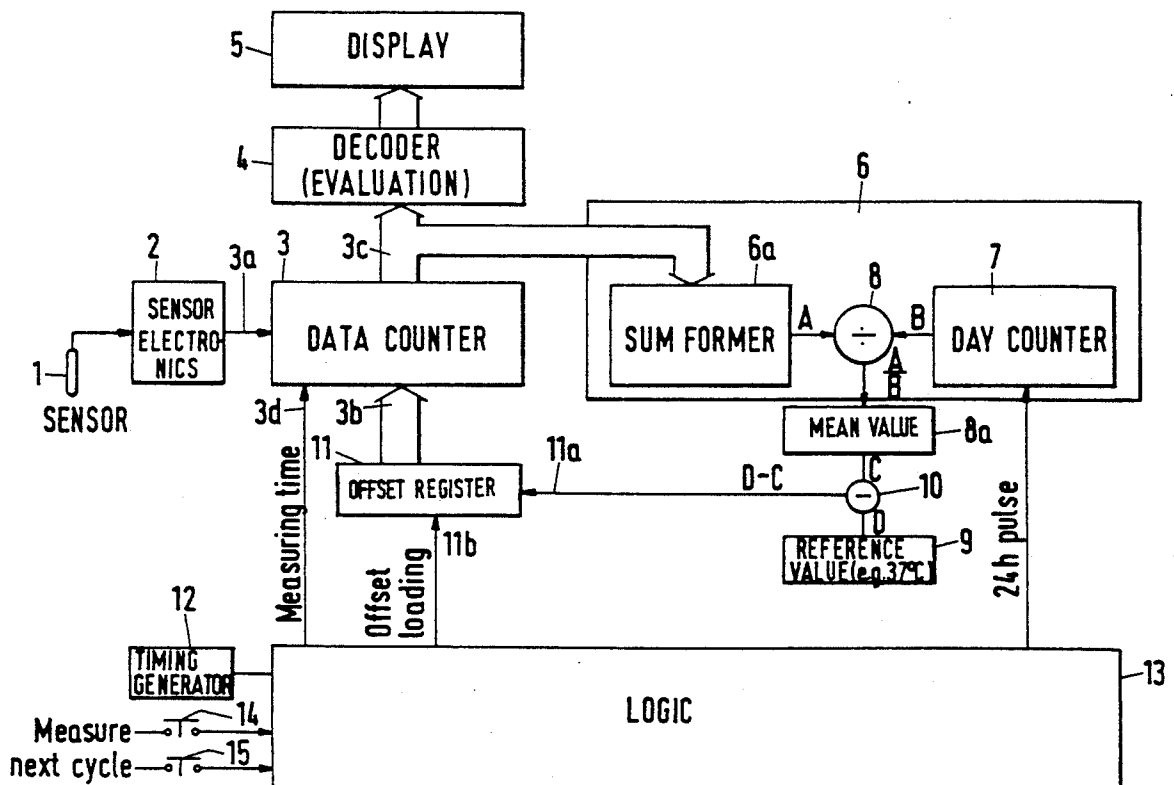 5
DISPLAY
4
DECODER
(EVALUATION)
6
2
3a
3
3c
6a
8
7
SENSOR
ELECTRO
NICS
DATA COUNTER
SUM FORMER
A
÷
B
DAY COUNTER
A
B
1
SENSOR
3d
3b
MEAN VALUE
8a
11
11a
C
OFFSET REGISTER
D-C
−
10
D
11b
REFERENCE
VALUE(e.g.37°C)
9
Measuring time
Offset
loading
24h pulse
12
TIMING
GENERATOR
13
LOGIC
14
Measure
15
next cycle